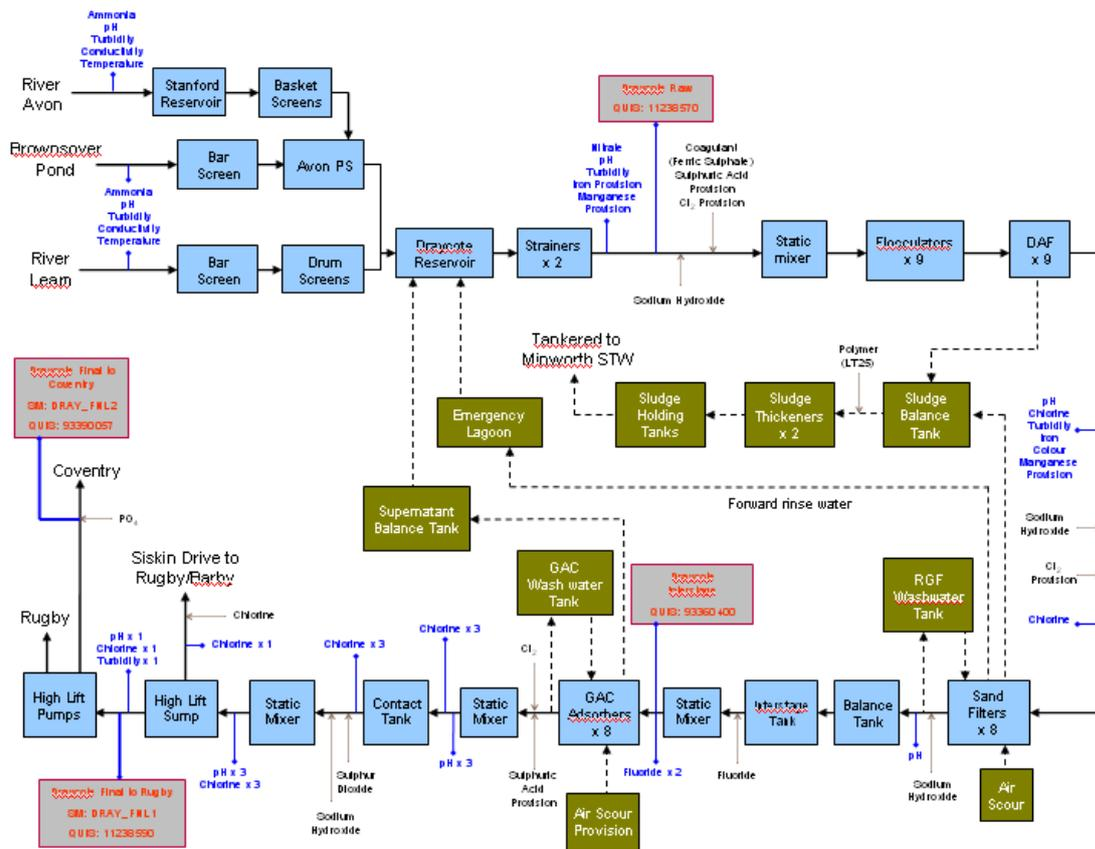 Ammonia
pH
Turbidity
Conductivity
Temperature
River
Avon
Stanford
Reservoir
Basket
Screens
Brownsover
Pond
Bar
Screen
Avon PS
Ammonia
pH
Turbidity
Conductivity
Temperature
River
Leam
Bar
Screen
Drum
Screens
Draycote
Reservoir
Strainers
x 2
Nitrate
pH
Turbidity
Iron Provision
Manganese
Provision
Draycote Raw
QUIS: 11238570
Coagulant
(Ferric Sulphate)
Sulphuric Acid
Provision
Cl₂ Provision
Sodium Hydroxide
Static
mixer
Flocculators
x 9
DAF
x 9
Tankered to
Minworth STW
Polymer
(LT25)
Emergency
Lagoon
Sludge
Holding
Tanks
Sludge
Thickeners
x 2
Sludge
Balance
Tank
pH
Chlorine
Turbidity
Iron
Colour
Manganese
Provision
Draycote Final to
Coventry
SM: DRAY_FNL2
QUIS: 93390057
Coventry
PO₄
Supernatant
Balance Tank
Forward rinse water
Sodium
Hydroxide
Cl₂
Provision
Chlorine
Siskin Drive to
Rugby/Barby
Chlorine
Chlorine x 1
GAC
Wash water
Tank
QUIS: 93360400
RGF
Washwater
Tank
Rugby
pH x 1
Chlorine x 1
Turbidity x 1
Chlorine x 3
Chlorine x 3
Cl₂
High Lift
Pumps
High Lift
Sump
Static
Mixer
Contact
Tank
Static
Mixer
GAC
Adsorbers
x 8
Static
Mixer
Interstage
Tank
Balance
Tank
Sand
Filters
x 8
pH x 3
Chlorine x 3
Sodium
Hydroxide
Sulphur
Dioxide
pH x 3
Sulphuric
Acid
Provision
Fluoride x 2
Fluoride
pH
Sodium
Hydroxide
Air
Scour
Air Scour
Provision
Draycote Final to Rugby
SM: DRAY_FNL1
QUIS: 11238590